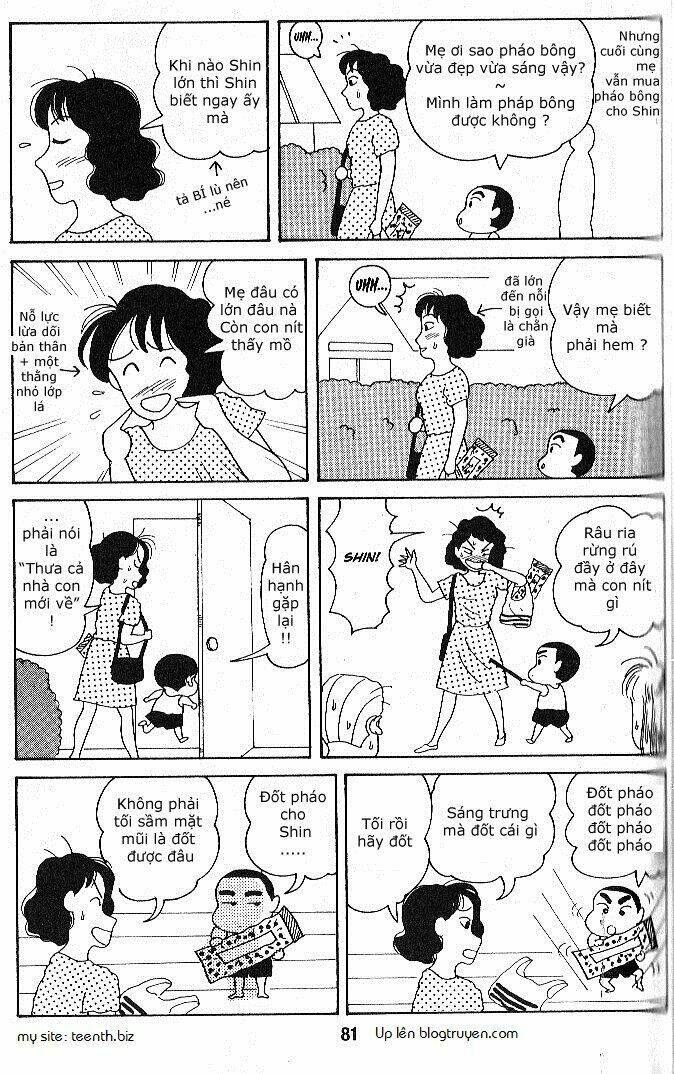 Nhưng
cuối cùng
mẹ
vẫn mua
pháo bông
cho Shin
Mẹ ơi sao pháo bông
vừa đẹp vừa sáng vậy?
~
Mình làm pháp bông
được không ?
UHH...
Khi nào Shin
lớn thì Shin
biết ngay ấy
mà
tả BÍ lù nên
...né
Vậy mẹ biết
mà
phải hem ?
đã lớn
đến nỗi
bị gọi
là chằn
già
UHH...
Mẹ đâu có
lớn đâu nà
Còn con nít
thấy mồ
Nỗ lực
lừa dối
bản thân
+ một
thằng
nhỏ lớp
lá
Râu ria
rừng rú
đầy ở đây
mà con nít
gì
SHIN!
Hân
hạnh
gặp
lại
!!
...
phải nói
là
“Thưa cả
nhà con
mới về”
!
Đốt pháo
đốt pháo
đốt pháo
đốt pháo
Sáng trưng
mà đốt cái gì
Tối rồi
hãy đốt
Đốt pháo
cho
Shin
.....
Không phải
tối sầm mặt
mũi là đốt
được đâu
my site: teenth.biz
81
Up lên blogtruyen.com